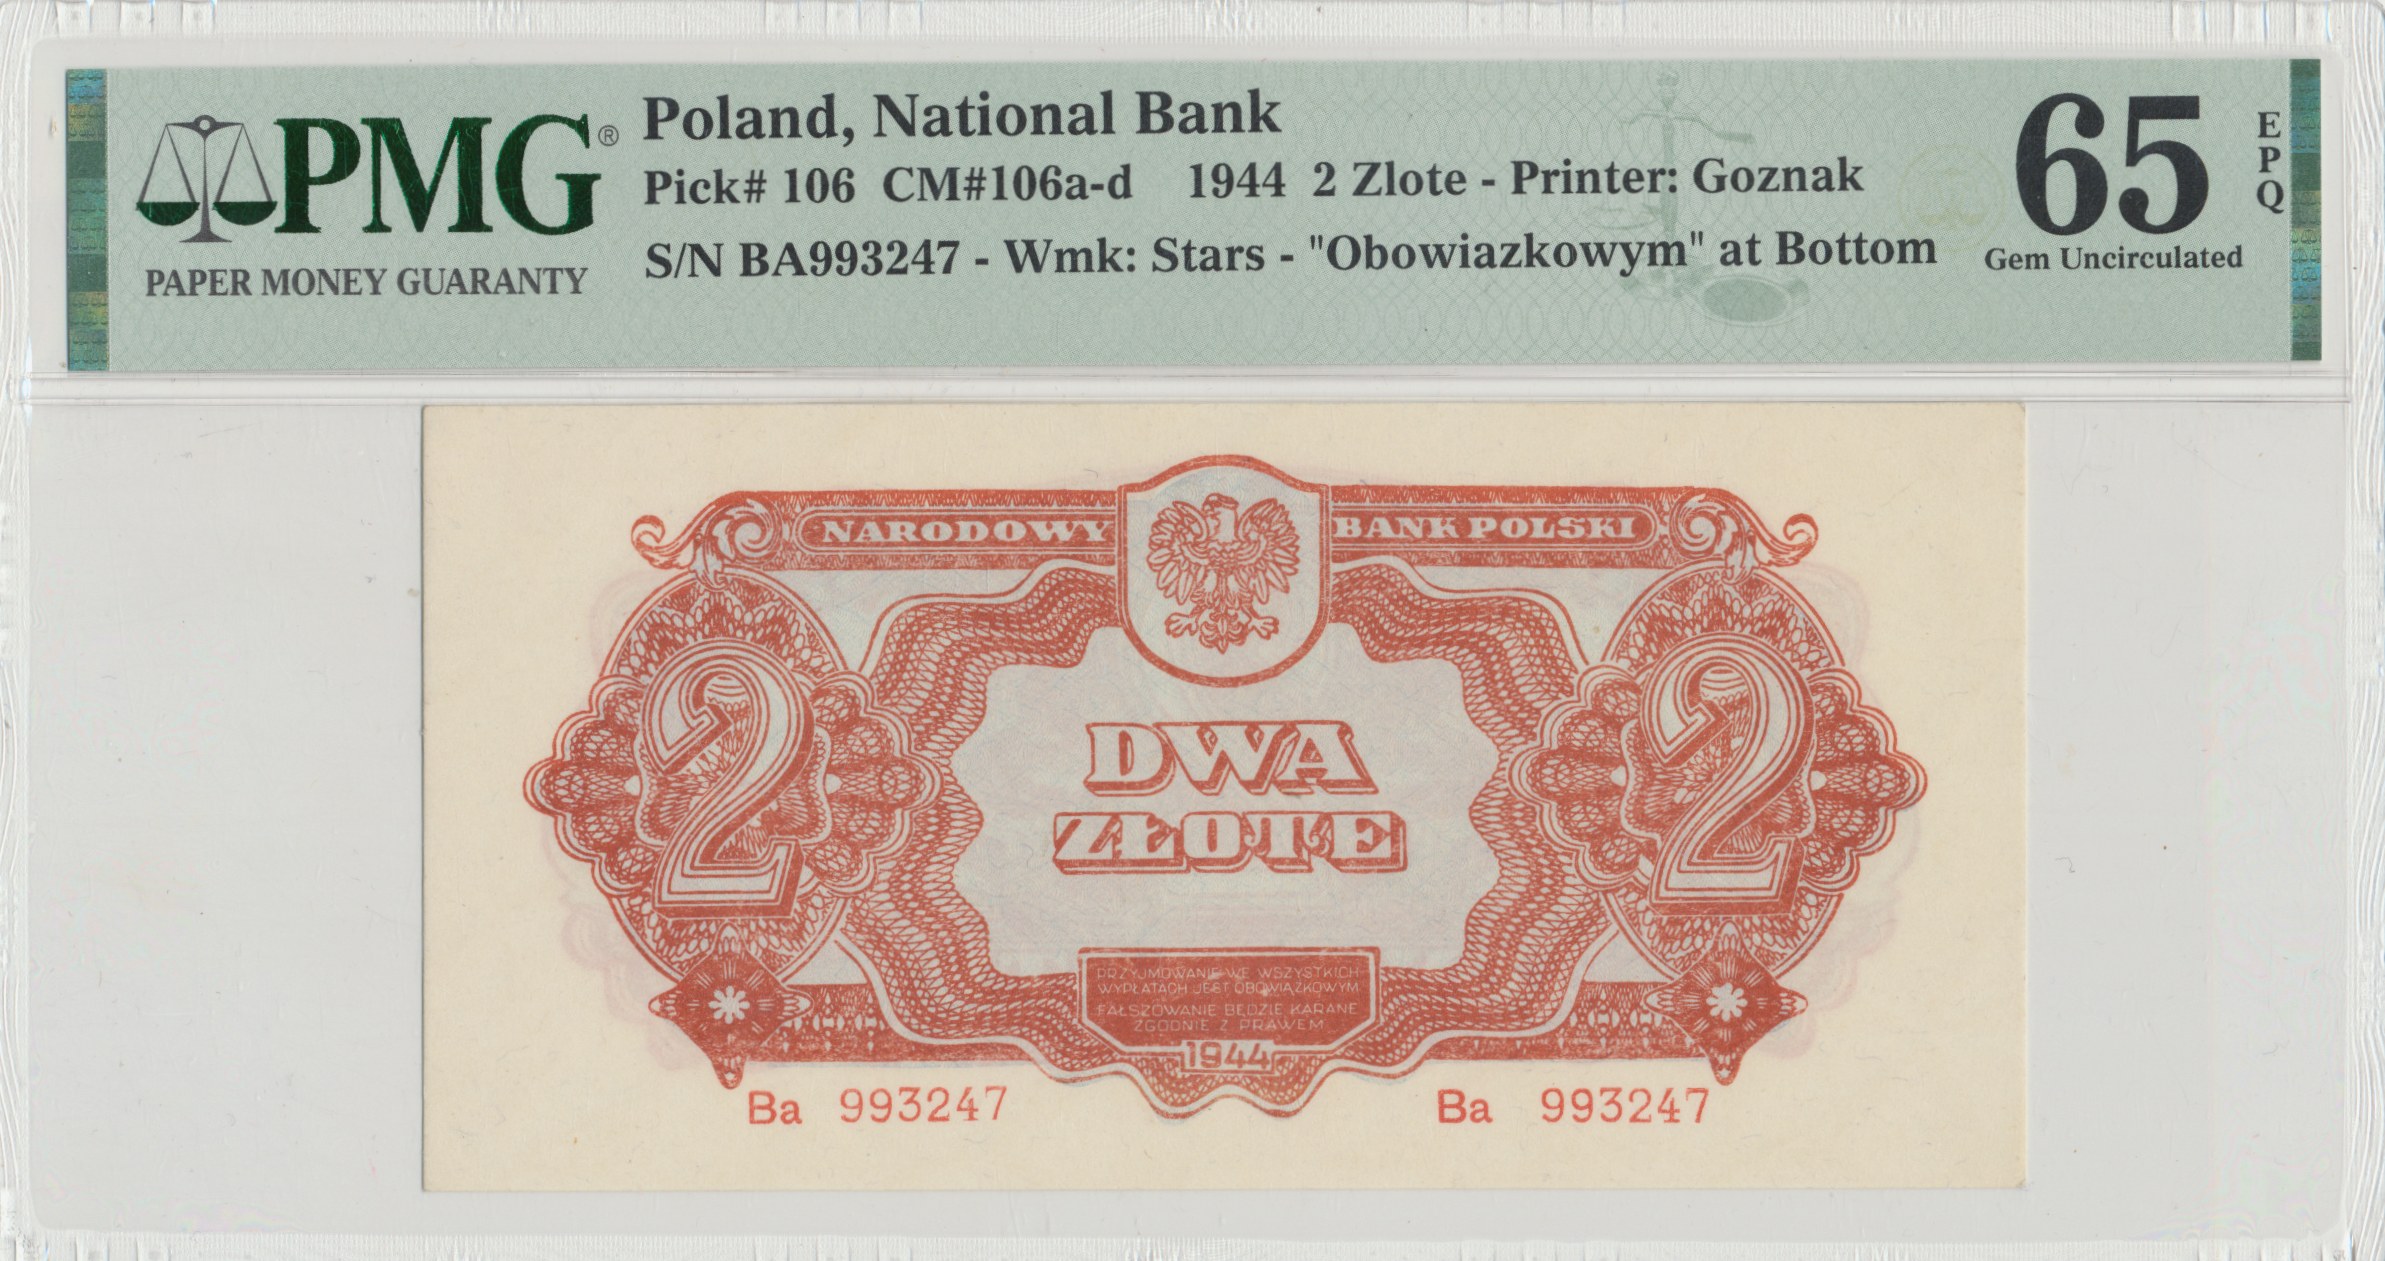 PMG®
PAPER MONEY GUARANTY
Poland, National Bank
Pick# 106 CM#106a-d 1944 2 Zlote - Printer: Goznak
S/N BA993247 - Wmk: Stars - "Obowiazkowym" at Bottom
65
EPQ
Gem Uncirculated
NARODOWY BANK POLSKI
2 2
DWA
ZŁOTE
PRZYJMOWANIE WE WSZYSTKICH
WYPŁATACH JEST OBOWIĄZKOWYM
FAŁSZOWANIE BĘDZIE KARANE
ZGODNIE Z PRAWEM
1944
Ba 993247 Ba 993247